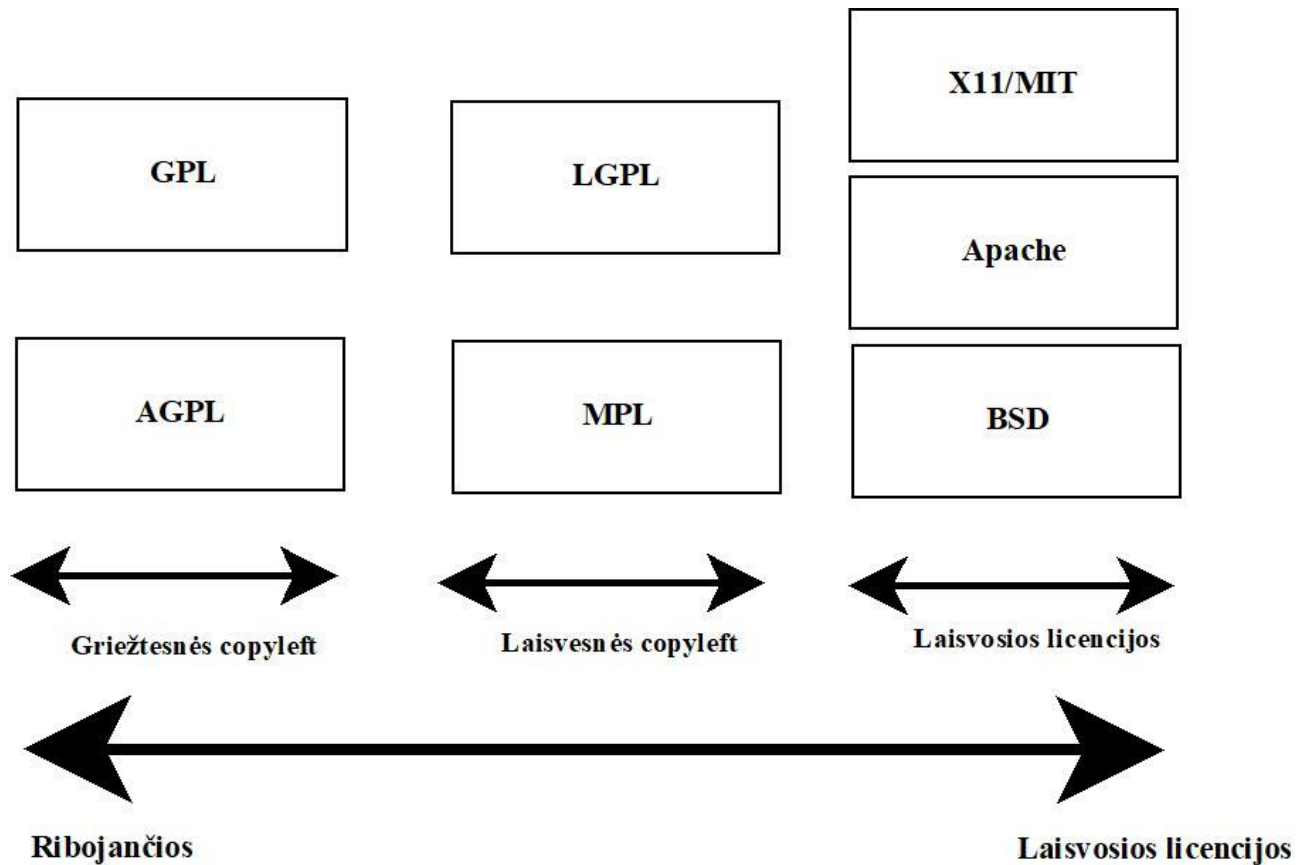 X11/MIT
GPL
LGPL
Apache
AGPL
MPL
BSD
Griežtesnės copyleft
Laisvesnės copyleft
Laisvosios licencijos
Ribojančios
Laisvosios licencijos